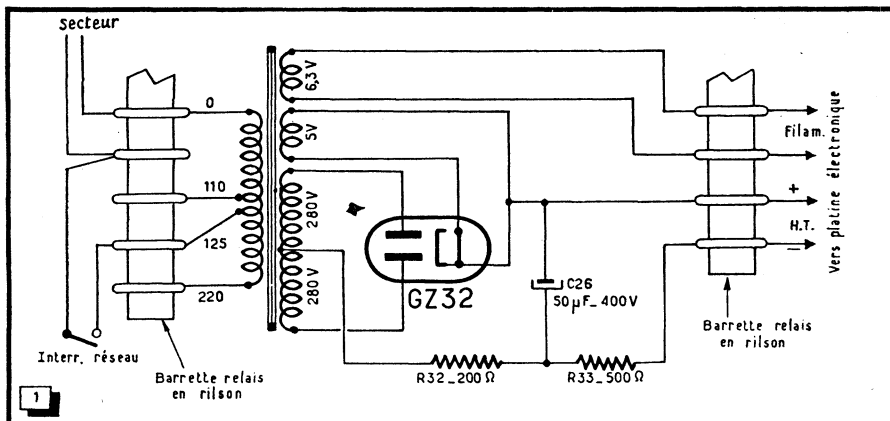 secteur
0
110
125
220
Interr. réseau
Barrette relais
en rilson
6,3V
5V
280V
280V
GZ32
C26
50µF_400V
R32_200Ω
R33_500Ω
Filam.
+
H.T.
–
Vers platine électronique
Barrette relais
en rilson
1